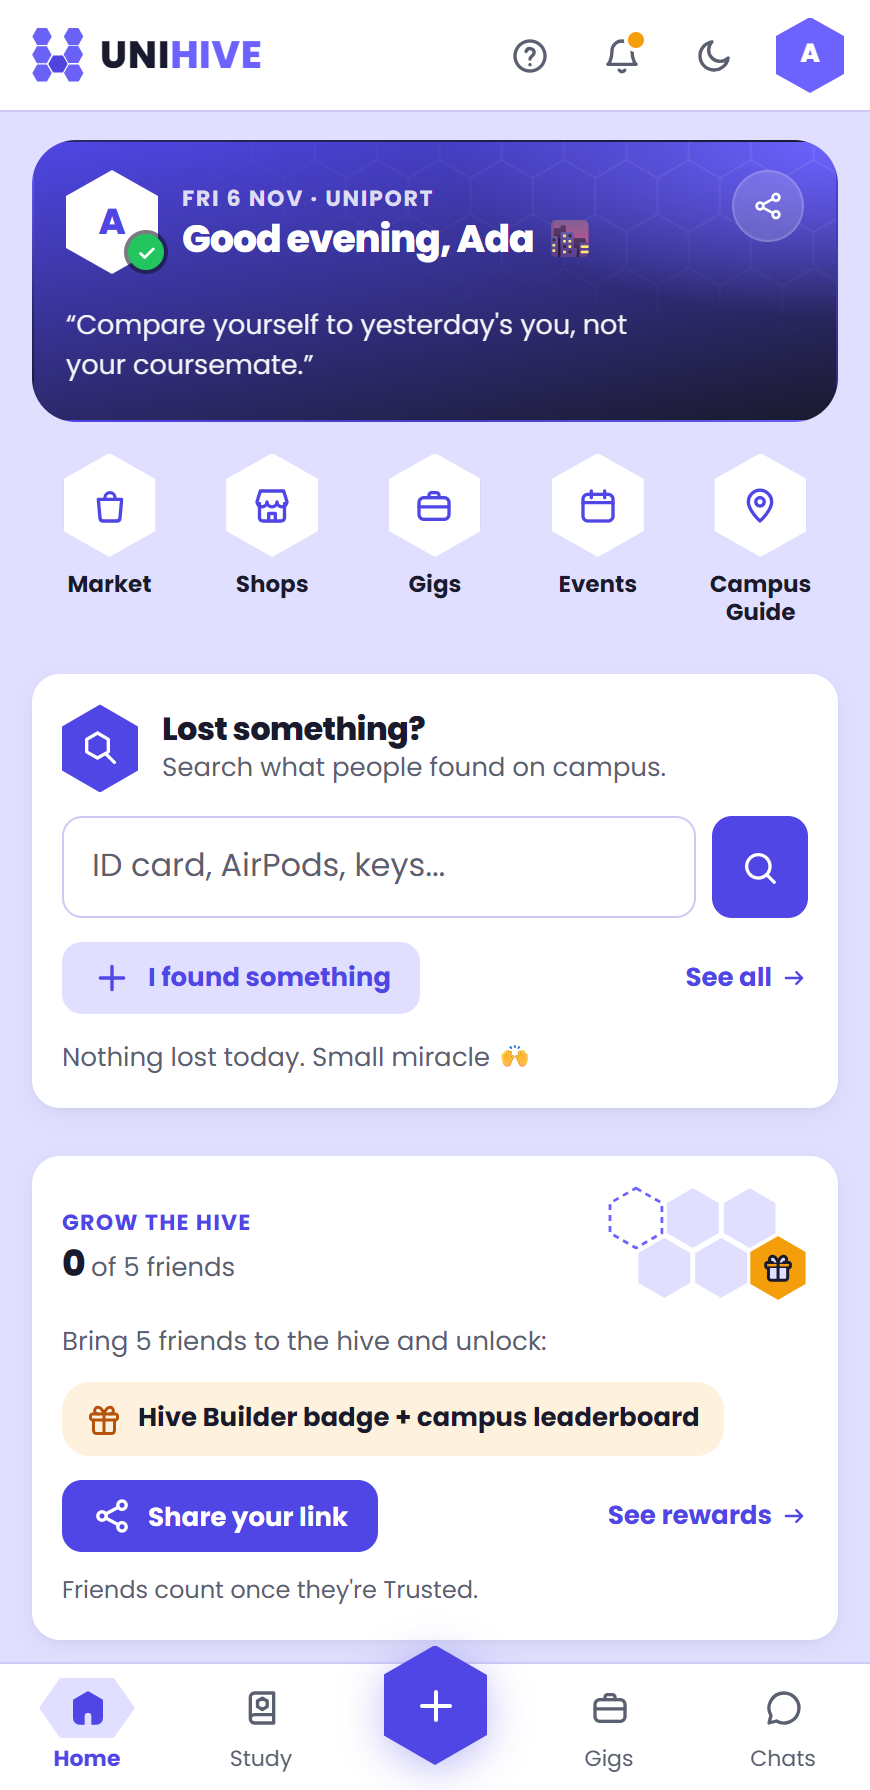 UNIHIVE
A
A
FRI 6 NOV · UNIPORT
Good evening, Ada 🌆
“Compare yourself to yesterday's you, not
your coursemate.”
Market
Shops
Gigs
Events
Campus
Guide
Lost something?
Search what people found on campus.
ID card, AirPods, keys...
I found something
See all →
Nothing lost today. Small miracle 🙌
GROW THE HIVE
0 of 5 friends
Bring 5 friends to the hive and unlock:
Hive Builder badge + campus leaderboard
Share your link
See rewards →
Friends count once they're Trusted.
Home
Study
Gigs
Chats